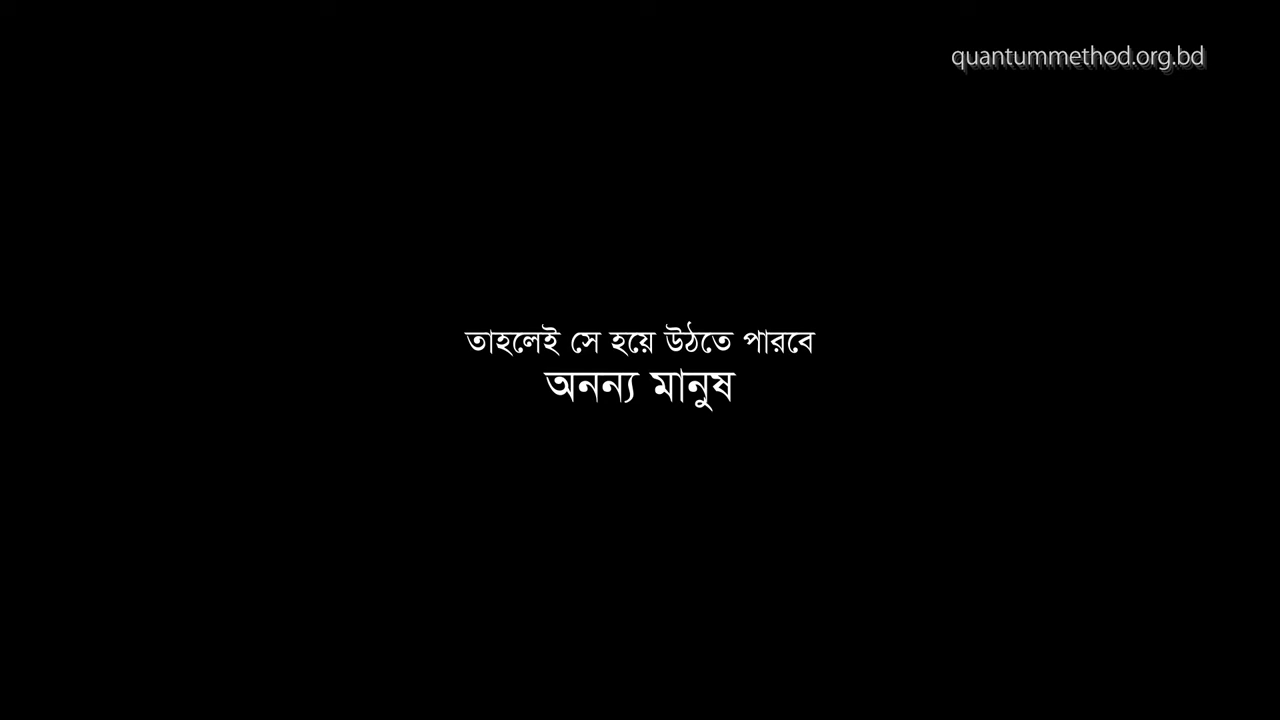 quantummethod.org.bd
তাহলেই সে হয়ে উঠতে পারবে
অনন্য মানুষ